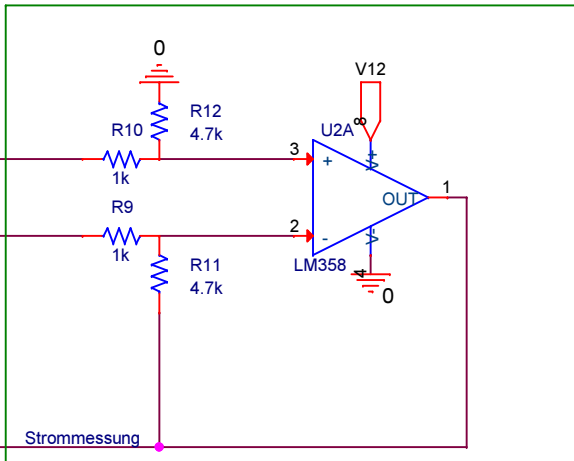 0
V12
R12
4.7k
R10
1k
U2A
8
3
+
V+
OUT
1
R9
1k
2
-
V-
R11
4.7k
LM358
4
0
Strommessung